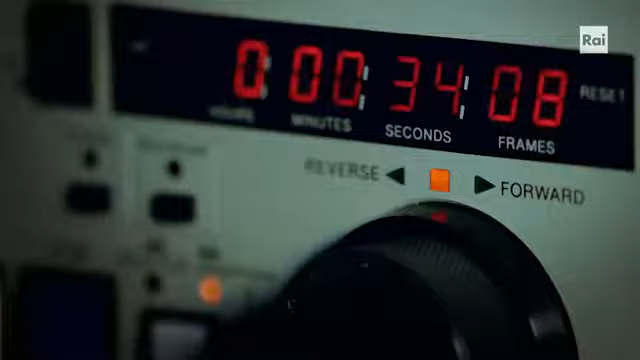 Rai
0 00 34 08
RESET
HOURS MINUTES SECONDS FRAMES
REVERSE FORWARD